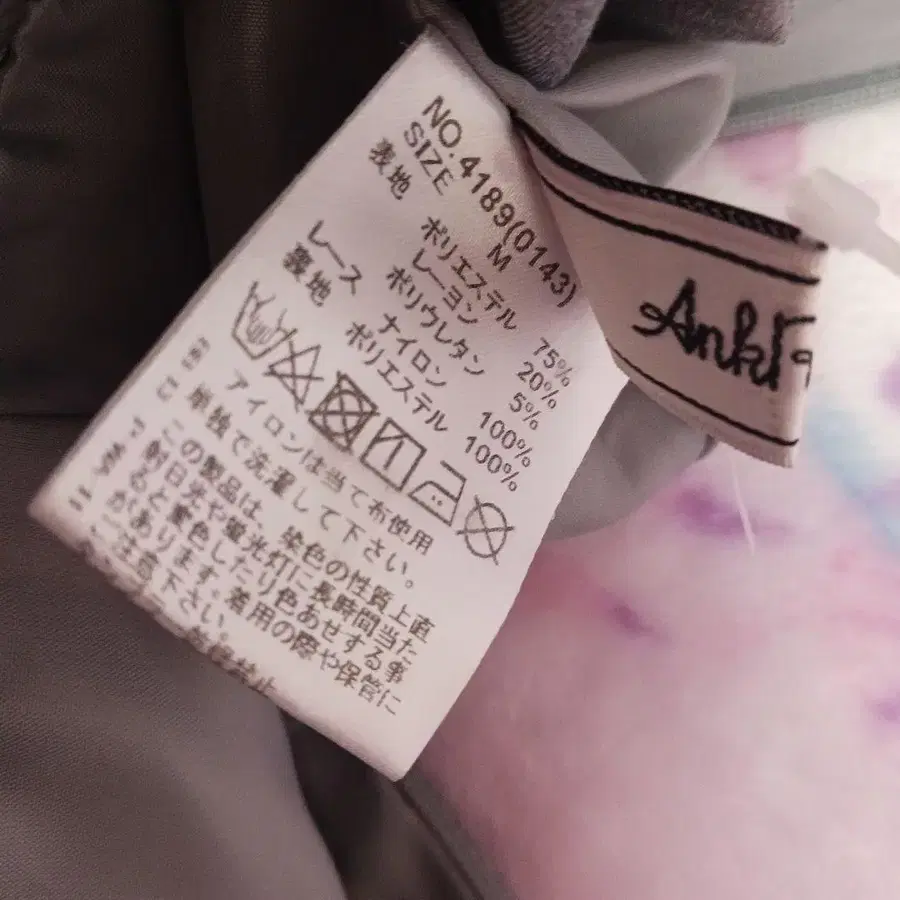 NO.4189(0143)
SIZE M
表地 ポリエステル 75%
レーヨン 20%
ポリウレタン 5%
レース ナイロン 100%
裏地 ポリエステル 100%
アイロンは当て布使用
単独で洗濯して下さい。
この製品は、染色の性質上直
射日光や蛍光灯に長時間当た
ると変色したり色あせする事
があります。着用の際や保管に
ご注意下さい。